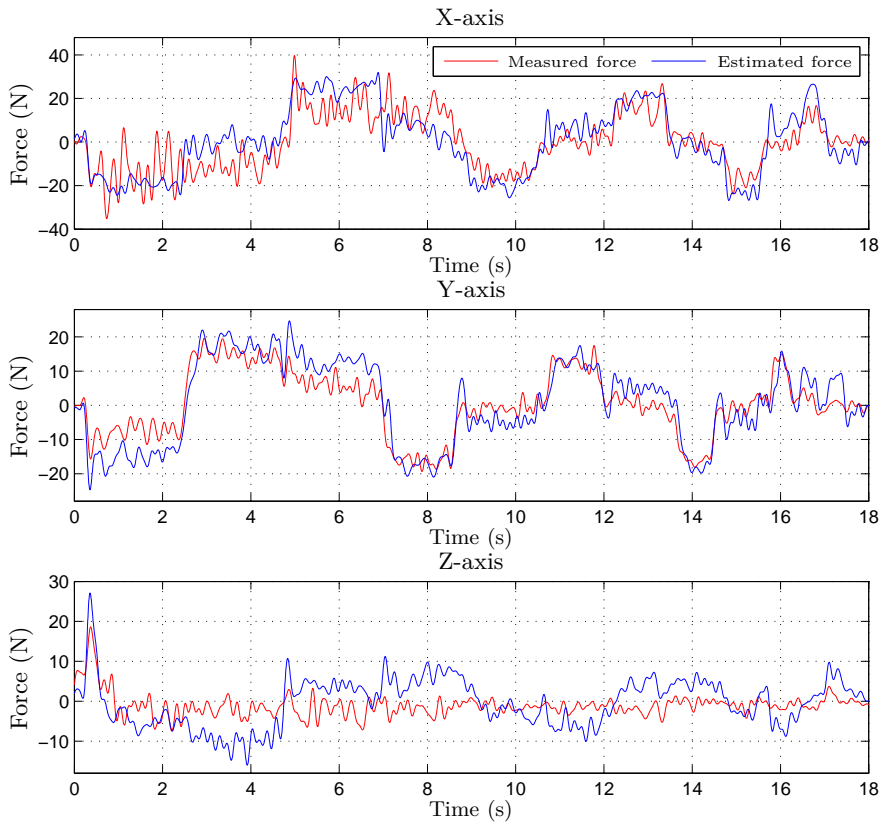 X-axis
Force (N)
40
20
0
−20
−40
Measured force
Estimated force
0 2 4 6 8 10 12 14 16 18
Time (s)
Y-axis
Force (N)
20
10
0
−10
−20
0 2 4 6 8 10 12 14 16 18
Time (s)
Z-axis
Force (N)
30
20
10
0
−10
0 2 4 6 8 10 12 14 16 18
Time (s)